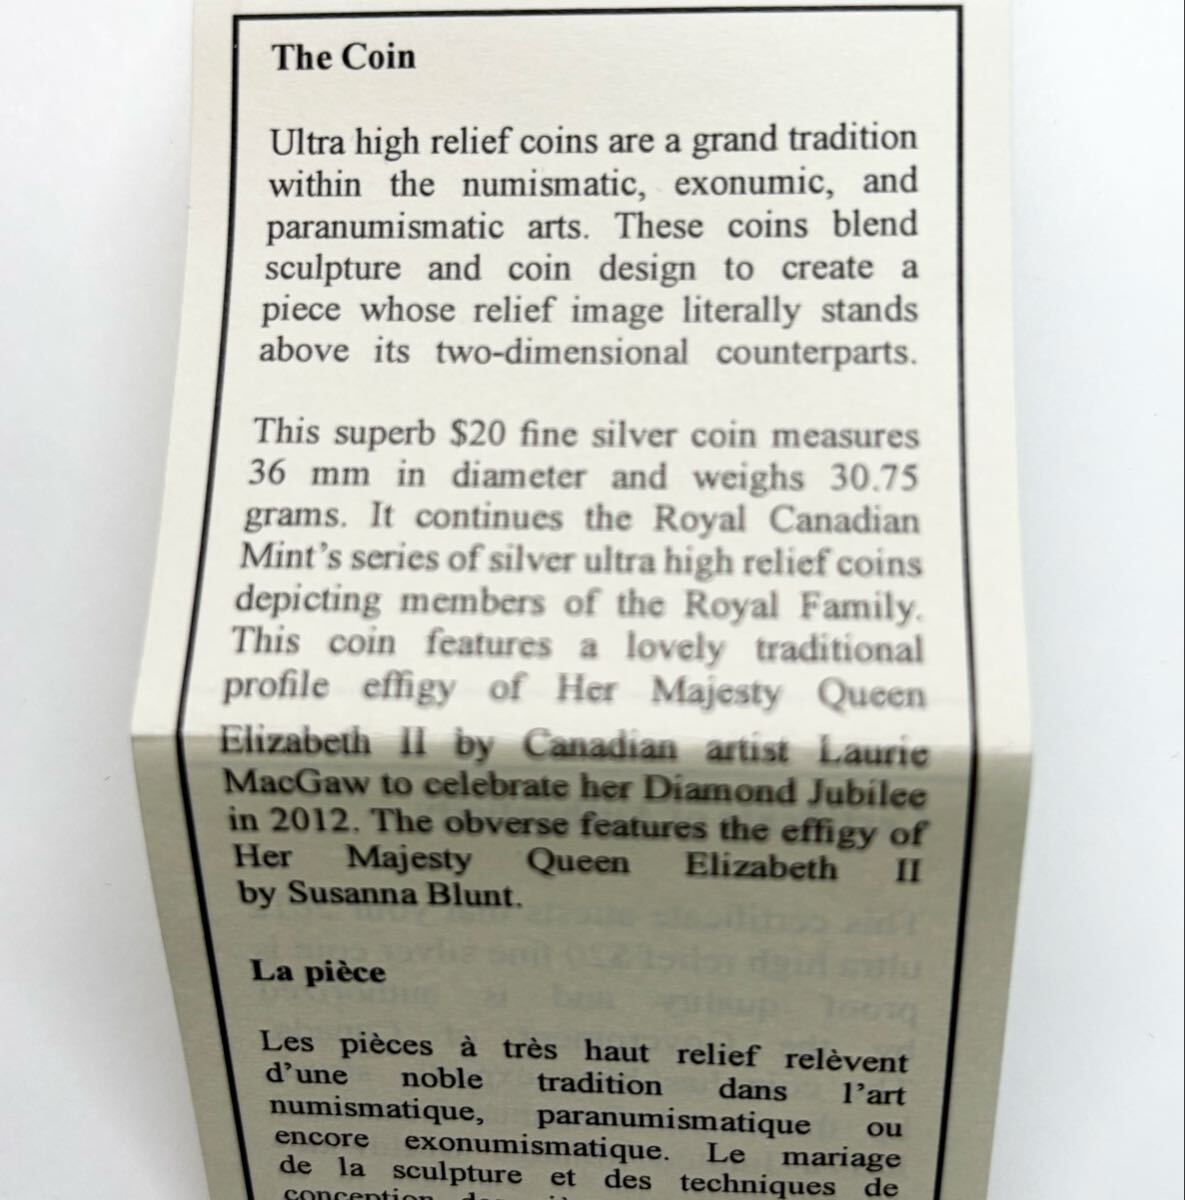 The Coin
Ultra high relief coins are a grand tradition
within the numismatic, exonumic, and
paranumismatic arts. These coins blend
sculpture and coin design to create a
piece whose relief image literally stands
above its two-dimensional counterparts.
This superb $20 fine silver coin measures
36 mm in diameter and weighs 30.75
grams. It continues the Royal Canadian
Mint's series of silver ultra high relief coins
depicting members of the Royal Family.
This coin features a lovely traditional
profile effigy of Her Majesty Queen
Elizabeth II by Canadian artist Laurie
MacGaw to celebrate her Diamond Jubilee
in 2012. The obverse features the effigy of
Her Majesty Queen Elizabeth II
by Susanna Blunt.
La pièce
Les pièces à très haut relief relèvent
d'une noble tradition dans l'art
numismatique, paranumismatique ou
encore exonumismatique. Le mariage
de la sculpture et des techniques de
conception